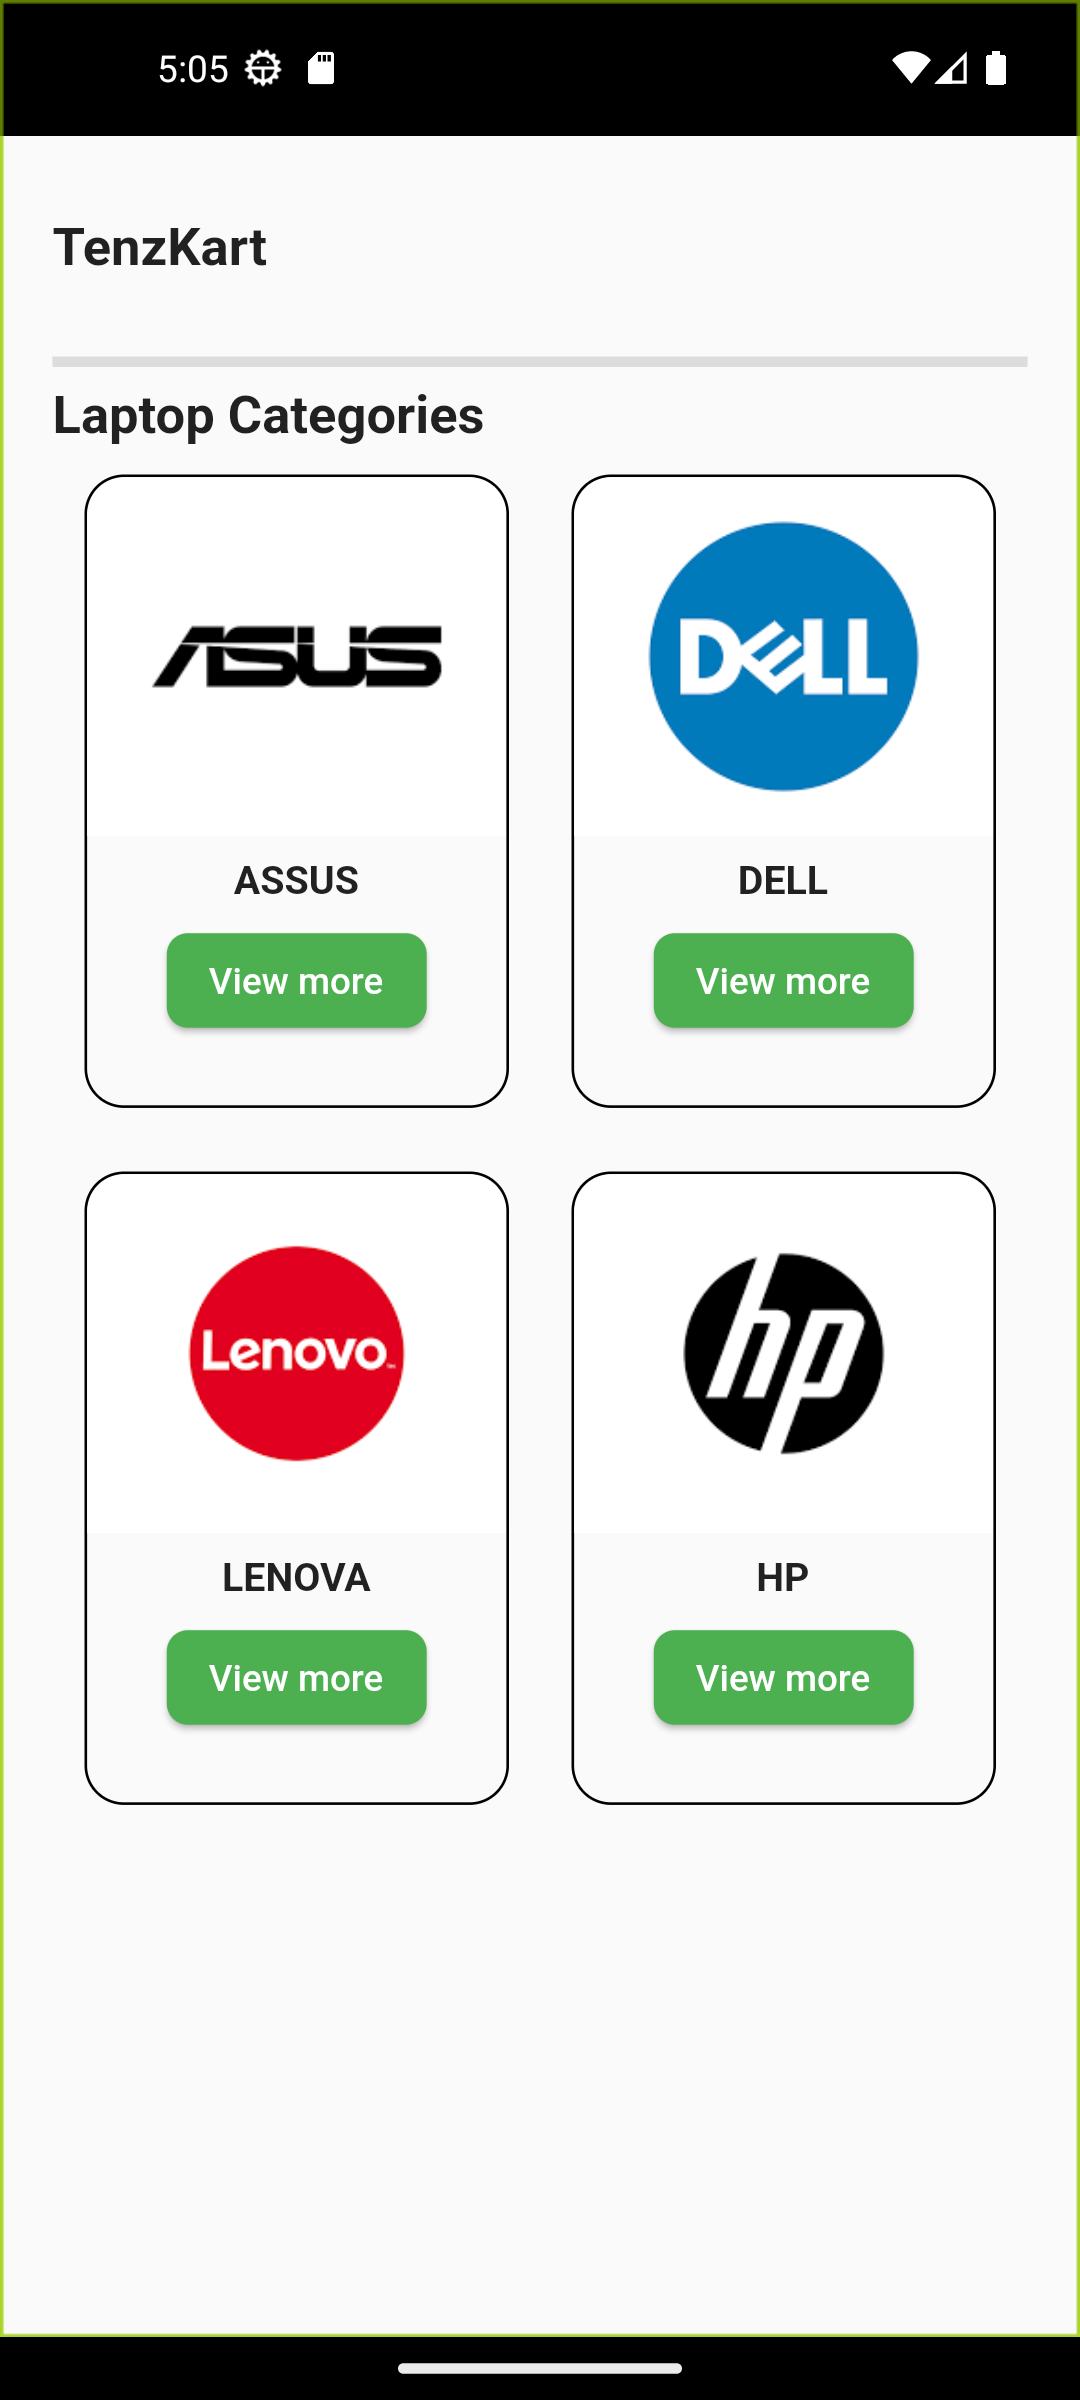 5:05
TenzKart
Laptop Categories
ASUS
DELL
ASSUS
DELL
View more
View more
Lenovo
hp
LENOVA
HP
View more
View more